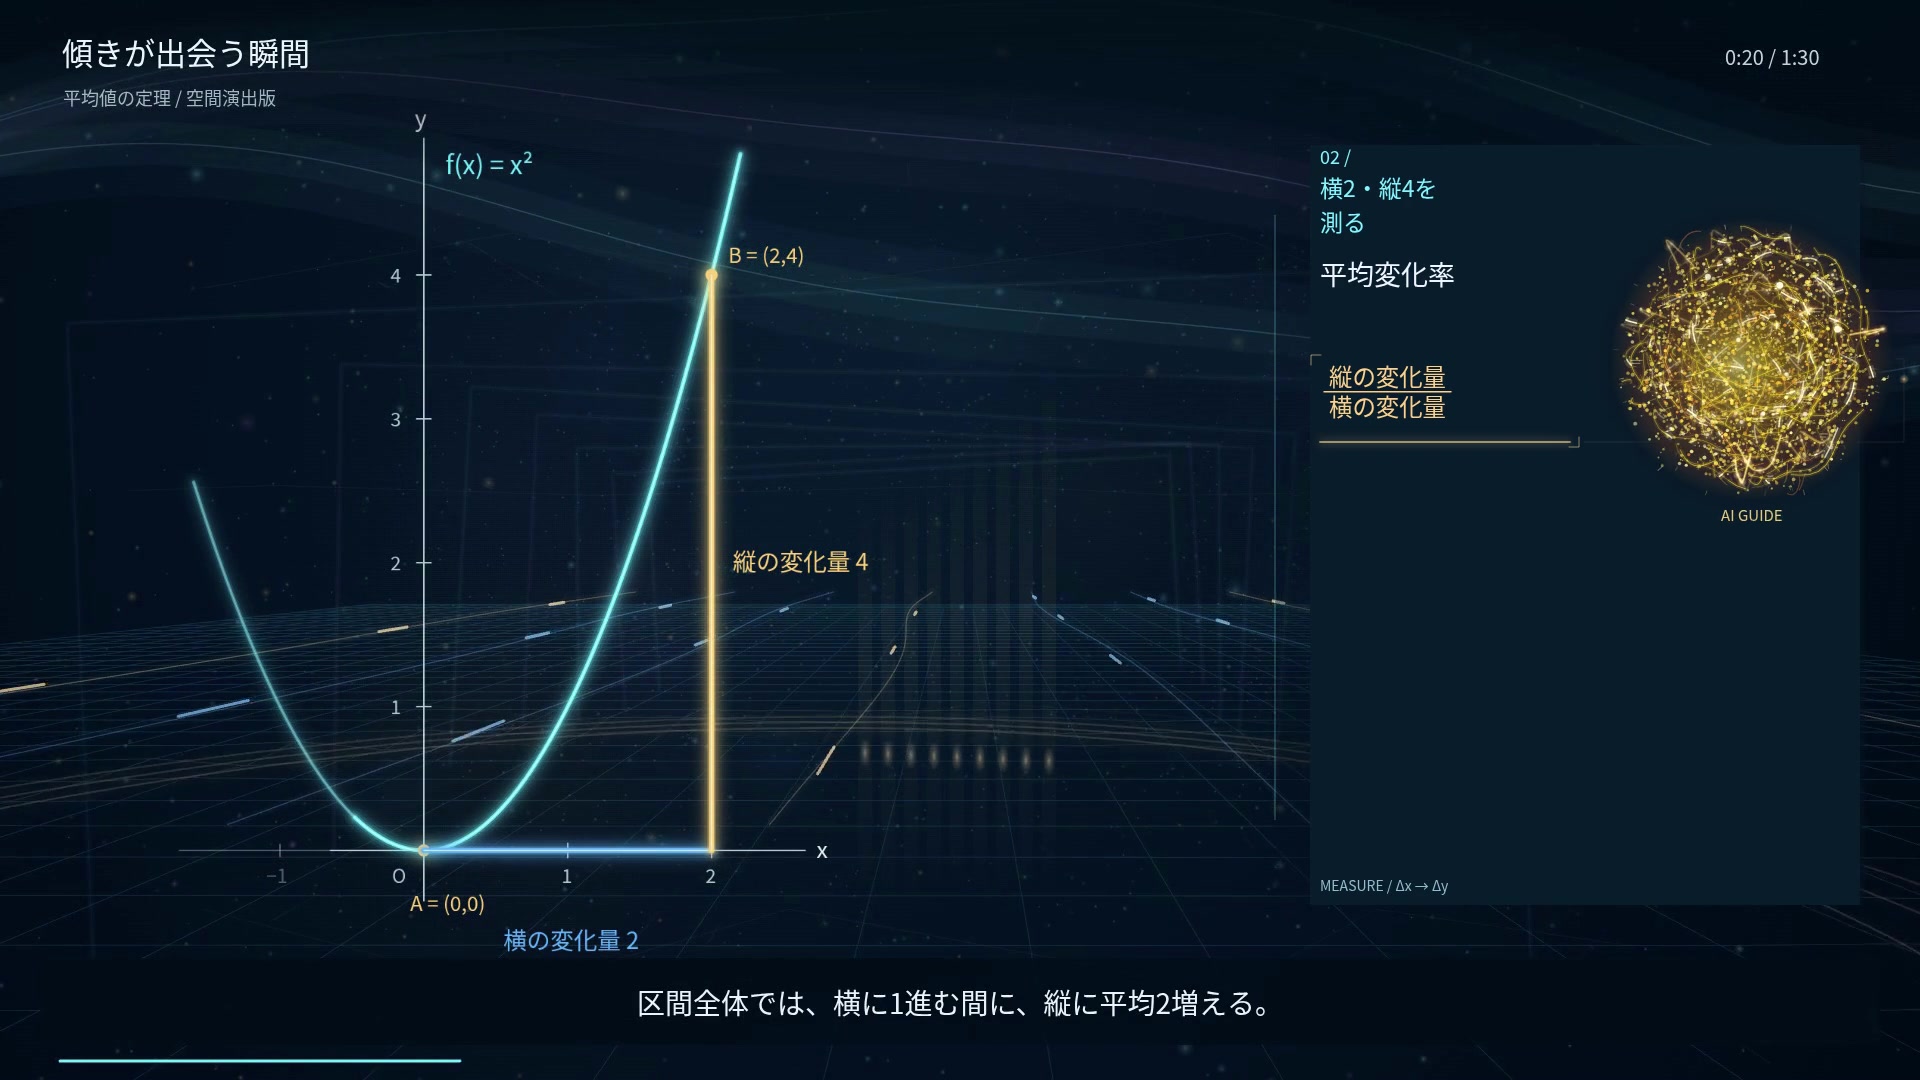 傾きが出会う瞬間
平均値の定理 / 空間演出版
0:20 / 1:30
y
f(x) = x²
B = (2,4)
4
3
2
1
縦の変化量 4
−1
O
1
2
x
A = (0,0)
横の変化量 2
02 /
横2・縦4を
測る
平均変化率
縦の変化量
横の変化量
AI GUIDE
MEASURE / Δx → Δy
区間全体では、横に1進む間に、縦に平均2増える。